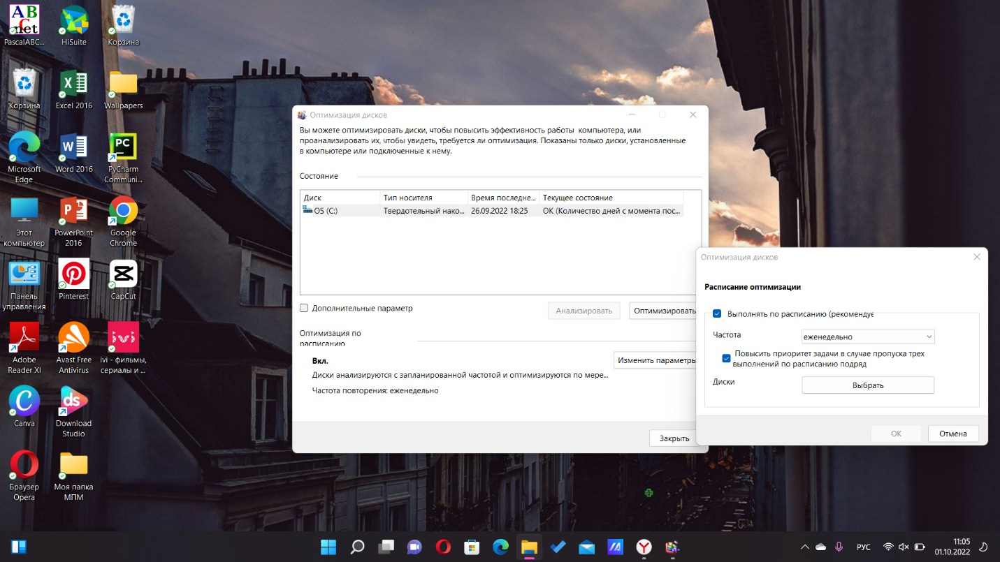 PascalABC...
HiSuite
Корзина
Корзина
Excel 2016
Wallpapers
Microsoft
Edge
Word 2016
PyCharm
Communi...
Этот
компьютер
PowerPoint
2016
Google
Chrome
Панель
управления
Pinterest
CapCut
Adobe
Reader XI
Avast Free
Antivirus
ivi - фильмы,
сериалы и ...
Canva
Download
Studio
Браузер
Opera
Моя папка
МПМ
AB
C
net
X
W
PC
P
ivi
C
ds
Оптимизация дисков
Вы можете оптимизировать диски, чтобы повысить эффективность работы компьютера, или
проанализировать их, чтобы увидеть, требуется ли оптимизация. Показаны только диски, установленные
в компьютере или подключенные к нему.
Состояние
Диск Тип носителя Время последне... Текущее состояние
OS (C:) Твердотельный нако... 26.09.2022 18:25 ОК (Количество дней с момента пос...
Дополнительные параметр
Анализировать Оптимизировать
Оптимизация по
расписанию
Вкл.
Изменить параметры
Диски анализируются с запланированной частотой и оптимизируются по мере...
Частота повторения: еженедельно
Закрыть
Оптимизация дисков
Расписание оптимизации
Выполнять по расписанию (рекомендуе
Частота еженедельно
Повысить приоритет задачи в случае пропуска трех
выполнений по расписанию подряд
Диски Выбрать
ОК Отмена
РУС
11:05
01.10.2022